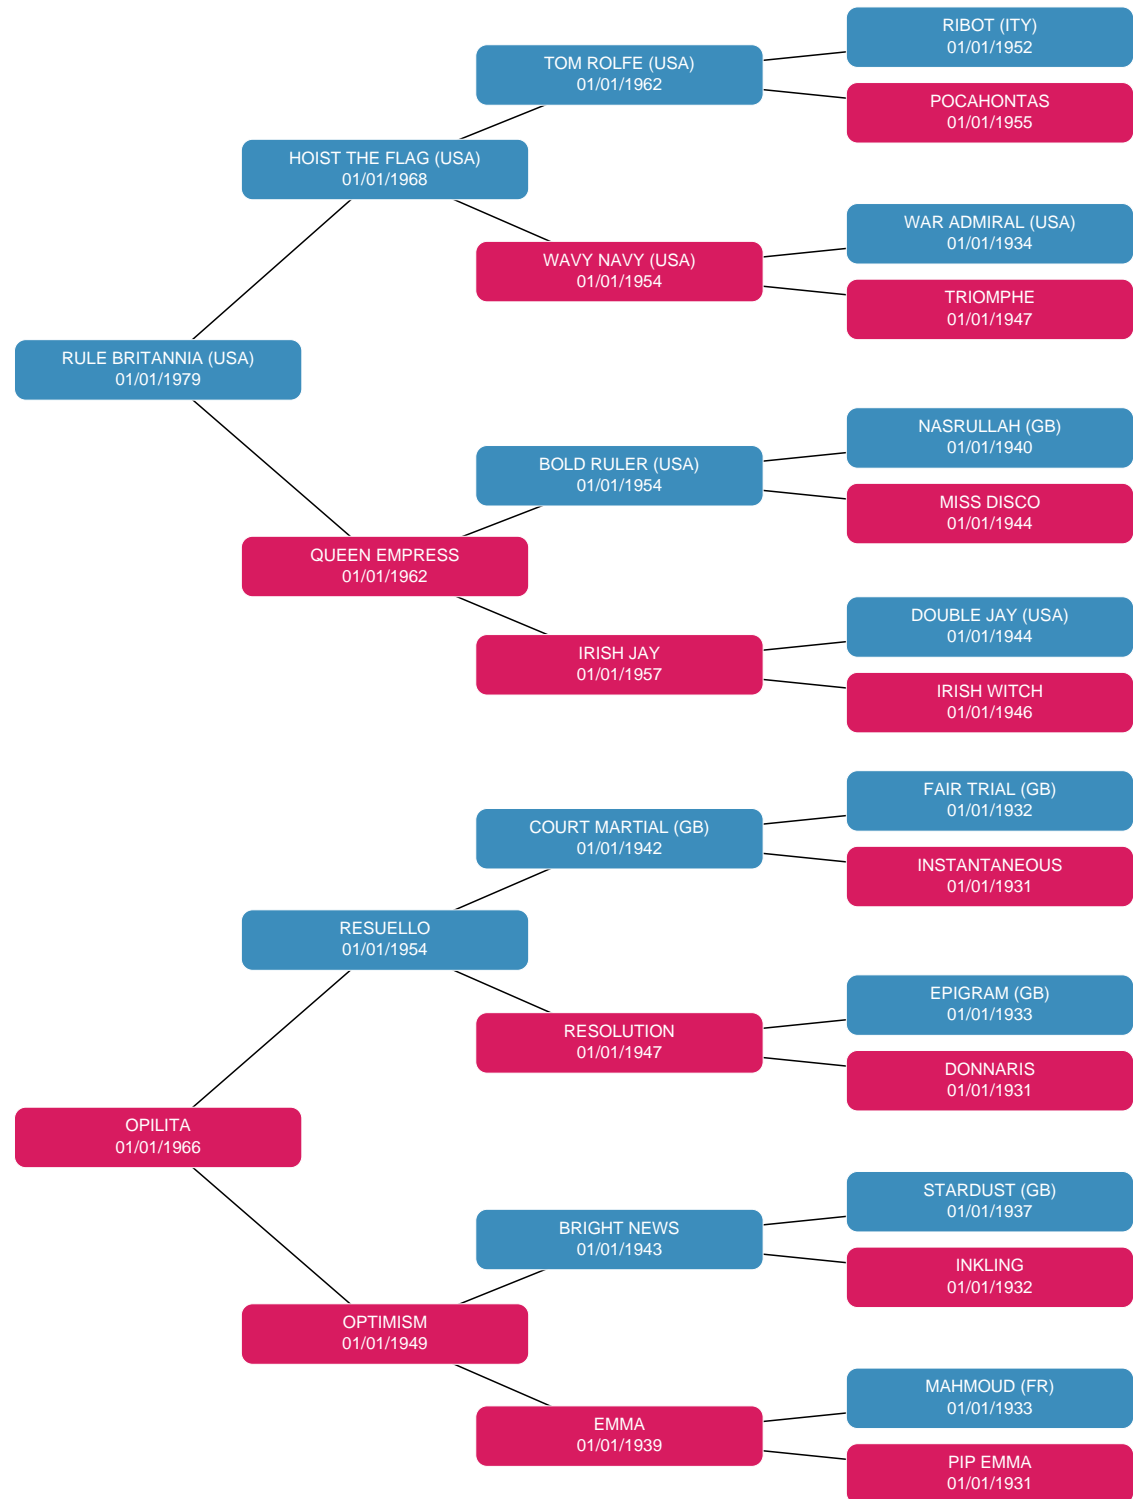 RIBOT (ITY)
01/01/1952
TOM ROLFE (USA)
01/01/1962
POCAHONTAS
01/01/1955
HOIST THE FLAG (USA)
01/01/1968
WAR ADMIRAL (USA)
01/01/1934
WAVY NAVY (USA)
01/01/1954
TRIOMPHE
01/01/1947
RULE BRITANNIA (USA)
01/01/1979
NASRULLAH (GB)
01/01/1940
BOLD RULER (USA)
01/01/1954
MISS DISCO
01/01/1944
QUEEN EMPRESS
01/01/1962
DOUBLE JAY (USA)
01/01/1944
IRISH JAY
01/01/1957
IRISH WITCH
01/01/1946
FAIR TRIAL (GB)
01/01/1932
COURT MARTIAL (GB)
01/01/1942
INSTANTANEOUS
01/01/1931
RESUELLO
01/01/1954
EPIGRAM (GB)
01/01/1933
RESOLUTION
01/01/1947
DONNARIS
01/01/1931
OPILITA
01/01/1966
STARDUST (GB)
01/01/1937
BRIGHT NEWS
01/01/1943
INKLING
01/01/1932
OPTIMISM
01/01/1949
MAHMOUD (FR)
01/01/1933
EMMA
01/01/1939
PIP EMMA
01/01/1931